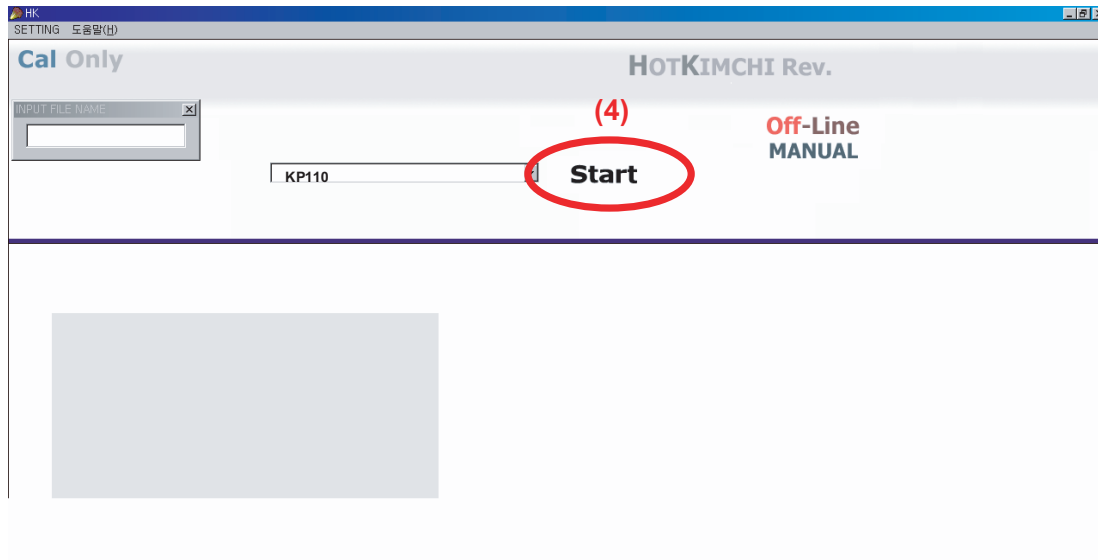 HK
SETTING 도움말(H)
Cal Only
HOTKIMCHI Rev.
INPUT FILE NAME
(4)
Off-Line
MANUAL
KP110
Start